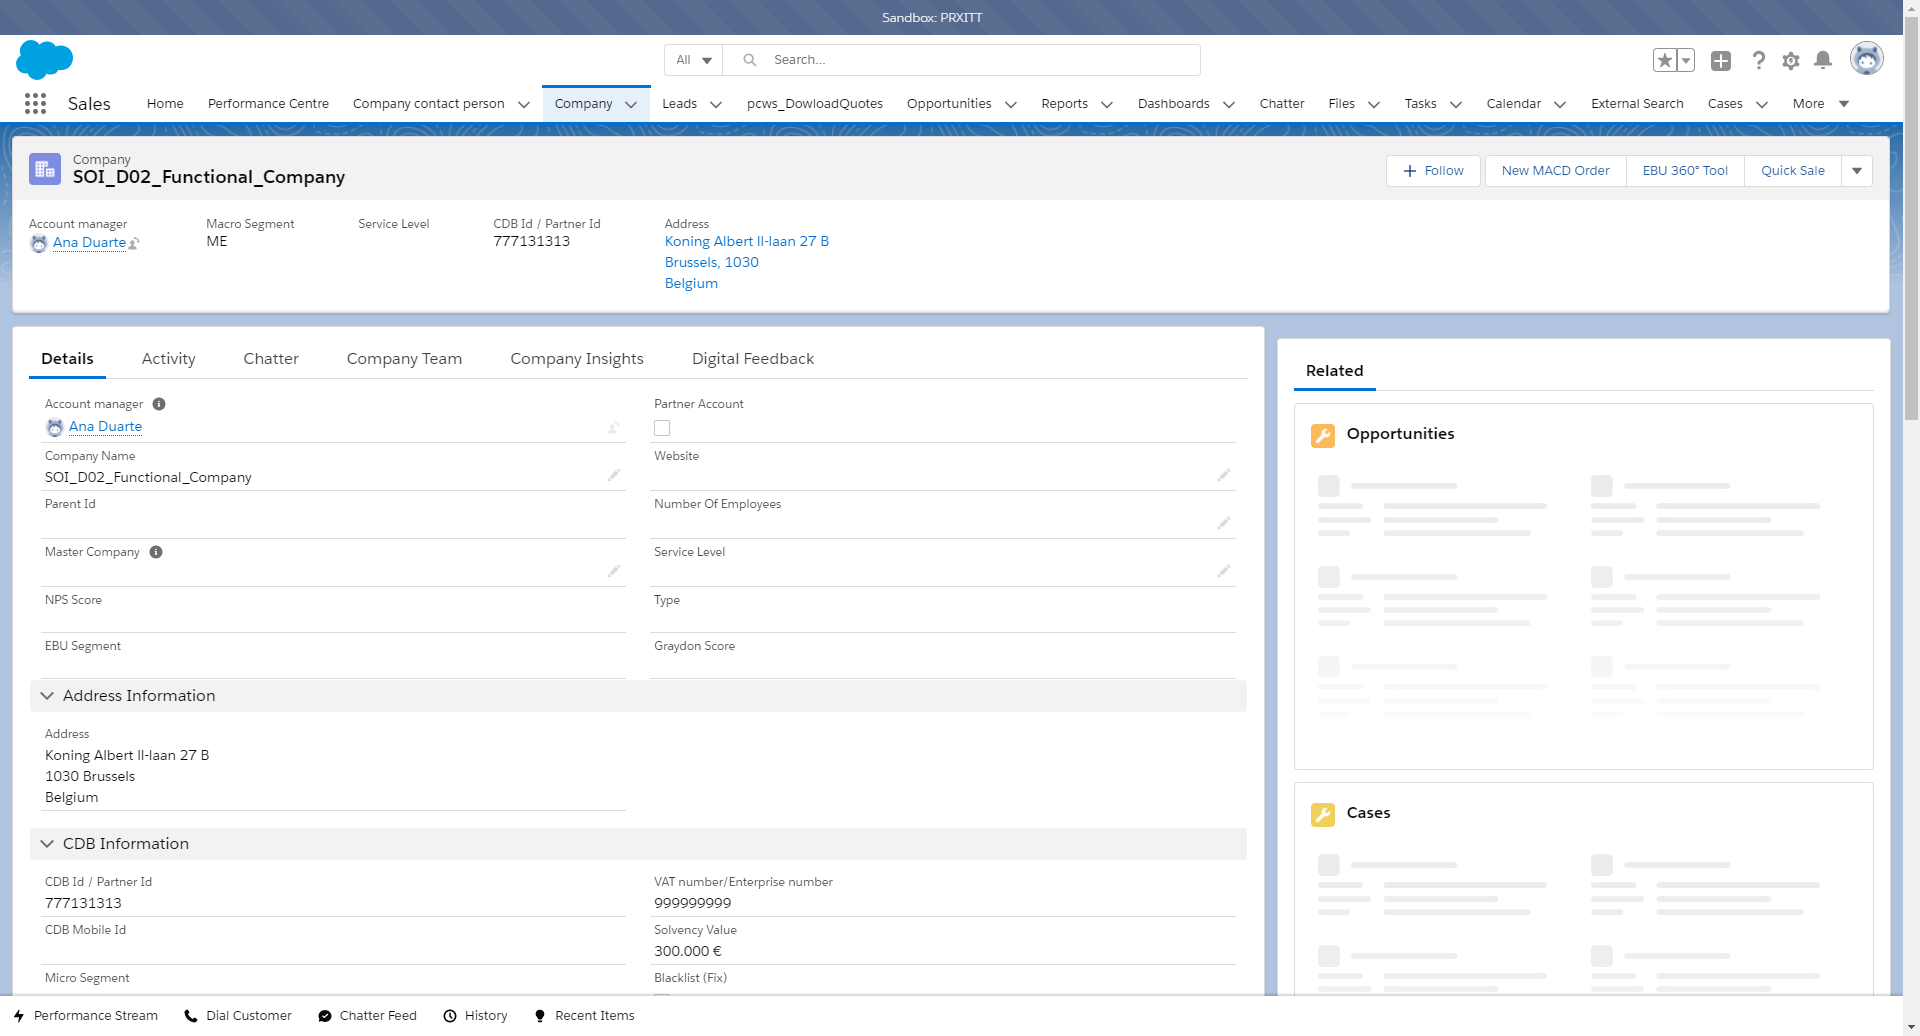 Sandbox: PRXITT
All
Search...
Sales
Home
Performance Centre
Company contact person
Company
Leads
pcws_DowloadQuotes
Opportunities
Reports
Dashboards
Chatter
Files
Tasks
Calendar
External Search
Cases
More
Company
SOI_D02_Functional_Company
Follow
New MACD Order
EBU 360° Tool
Quick Sale
Account manager
Ana Duarte
Macro Segment
ME
Service Level
CDB Id / Partner Id
777131313
Address
Koning Albert II-laan 27 B
Brussels, 1030
Belgium
Details
Activity
Chatter
Company Team
Company Insights
Digital Feedback
Account manager
Ana Duarte
Partner Account
Company Name
SOI_D02_Functional_Company
Website
Parent Id
Number Of Employees
Master Company
Service Level
NPS Score
Type
EBU Segment
Graydon Score
Address Information
Address
Koning Albert II-laan 27 B
1030 Brussels
Belgium
CDB Information
CDB Id / Partner Id
777131313
VAT number/Enterprise number
999999999
CDB Mobile Id
Solvency Value
300.000 €
Micro Segment
Blacklist (Fix)
Related
Opportunities
Cases
Performance Stream
Dial Customer
Chatter Feed
History
Recent Items